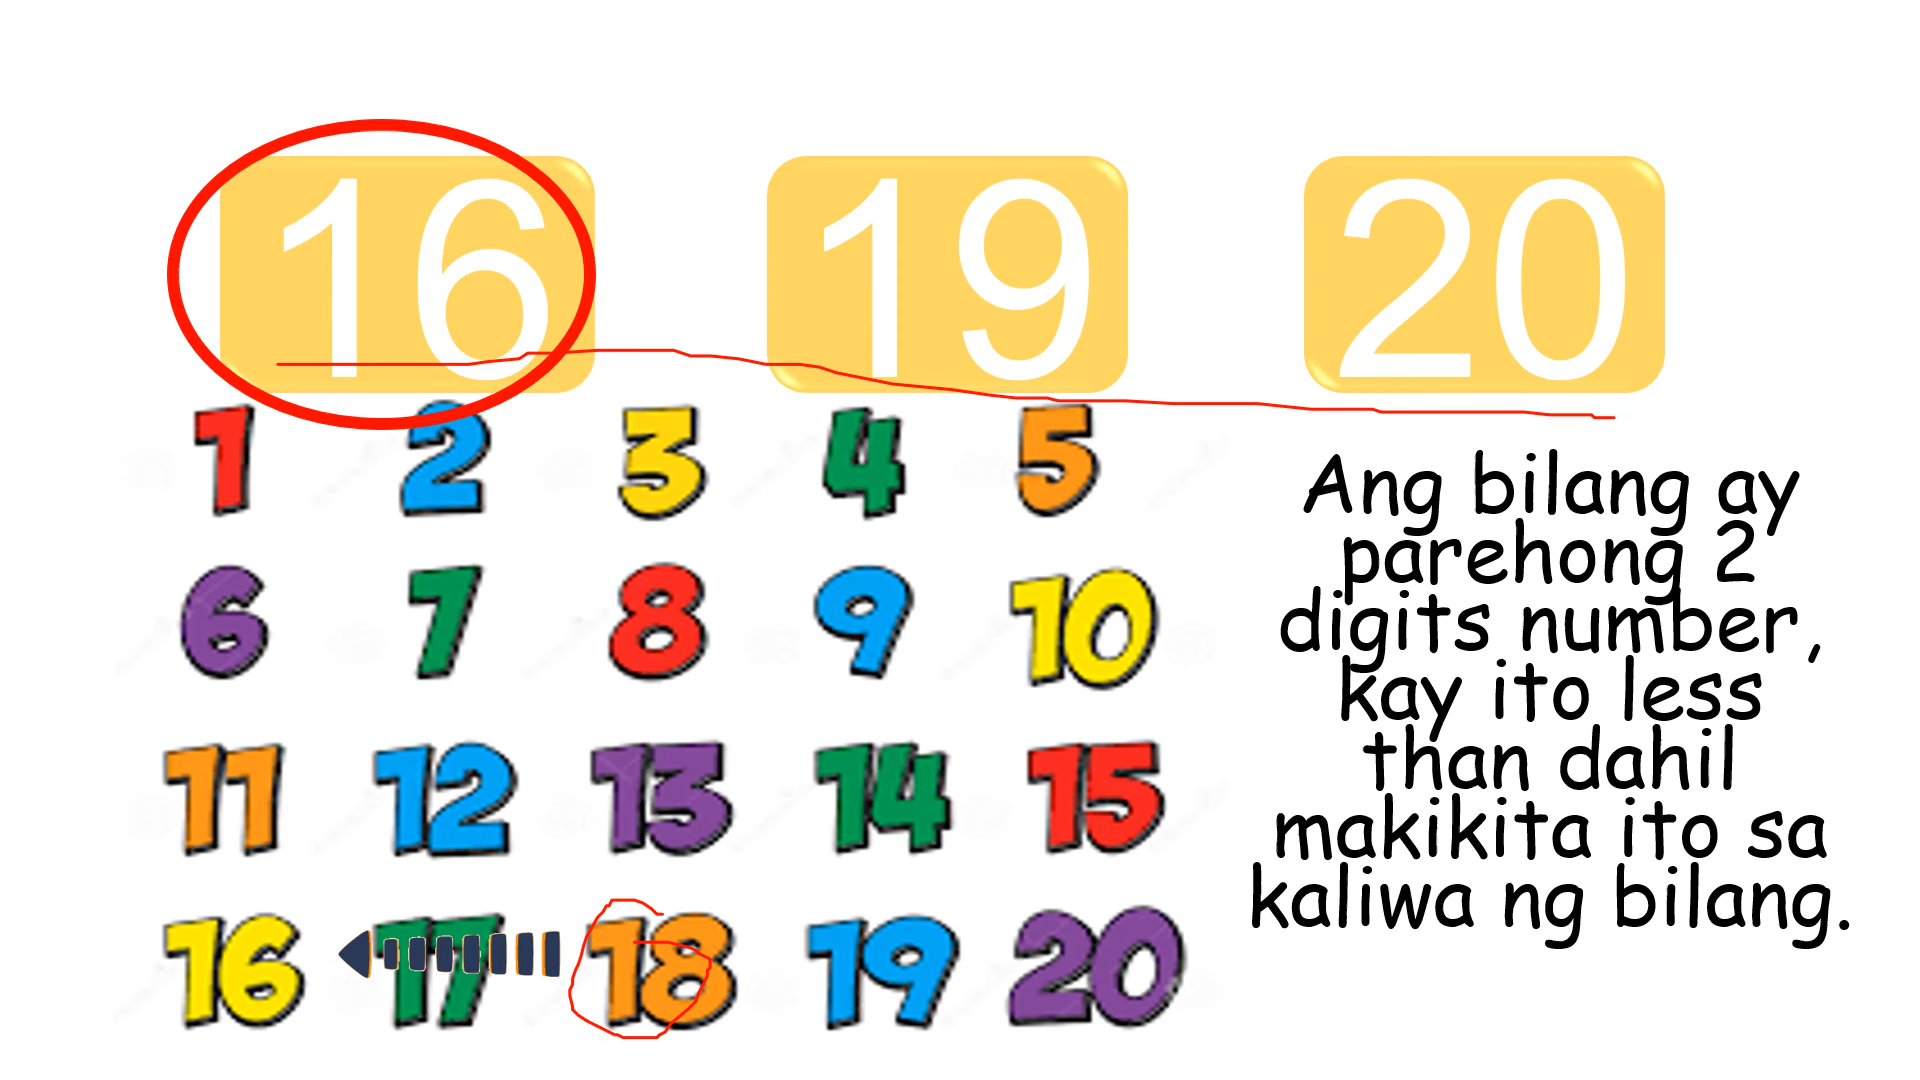 16 19 20
1 2 3 4 5
6 7 8 9 10
11 12 13 14 15
16 17 18 19 20
Ang bilang ay
parehong 2
digits number,
kay ito less
than dahil
makikita ito sa
kaliwa ng bilang.